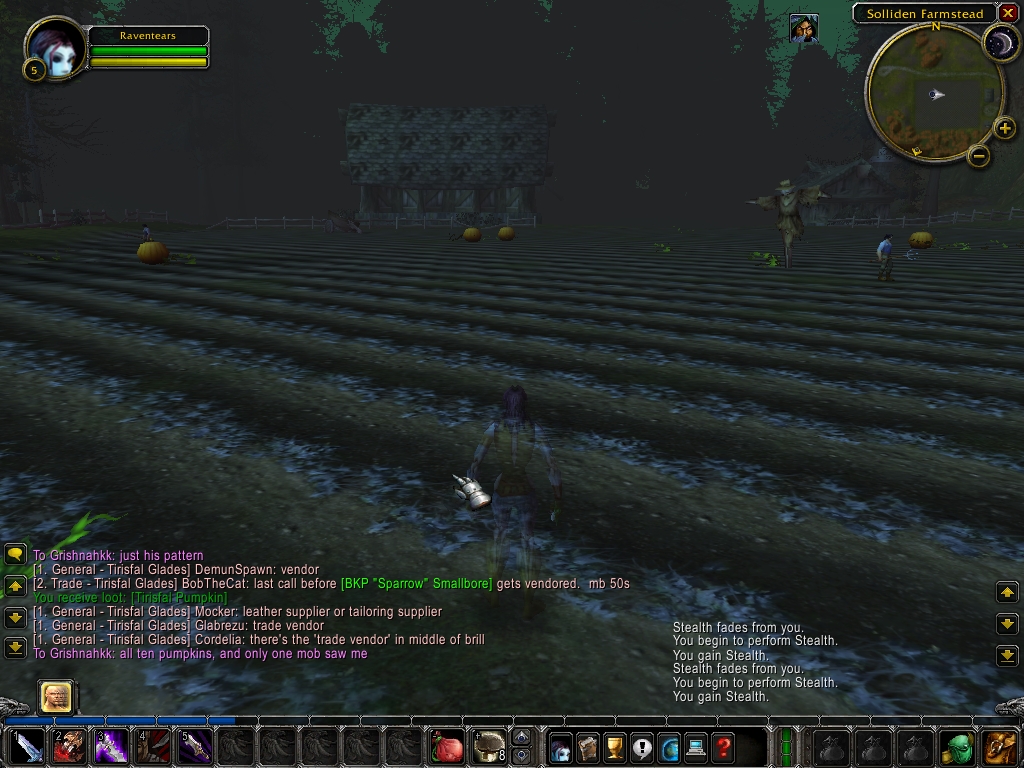 Solliden Farmstead
N
Raventears
5
To Grishnahkk: just his pattern
[1. General - Tirisfal Glades] DemunSpawn: vendor
[2. Trade - Tirisfal Glades] BobTheCat: last call before [BKP "Sparrow" Smallbore] gets vendored.  mb 50s
You receive loot: [Tirisfal Pumpkin]
[1. General - Tirisfal Glades] Mocker: leather supplier or tailoring supplier
[1. General - Tirisfal Glades] Glabrezu: trade vendor
[1. General - Tirisfal Glades] Cordelia: there's the 'trade vendor' in middle of brill
To Grishnahkk: all ten pumpkins, and only one mob saw me
Stealth fades from you.
You begin to perform Stealth.
You gain Stealth.
Stealth fades from you.
You begin to perform Stealth.
You gain Stealth.
2 3 4 5 8